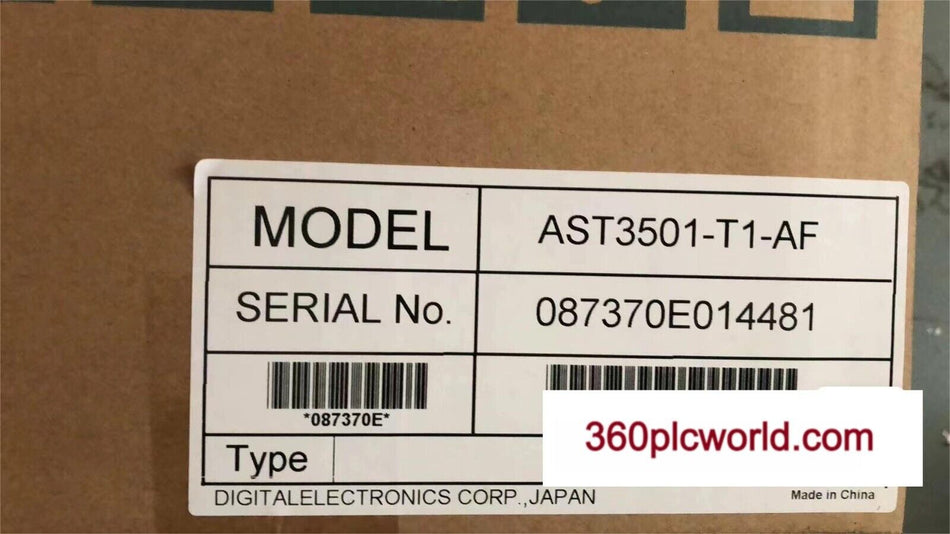 MODEL AST3501-T1-AF
SERIAL No. 087370E014481
*087370E*
360plcworld.com
Type
DIGITALELECTRONICS CORP.,JAPAN Made in China